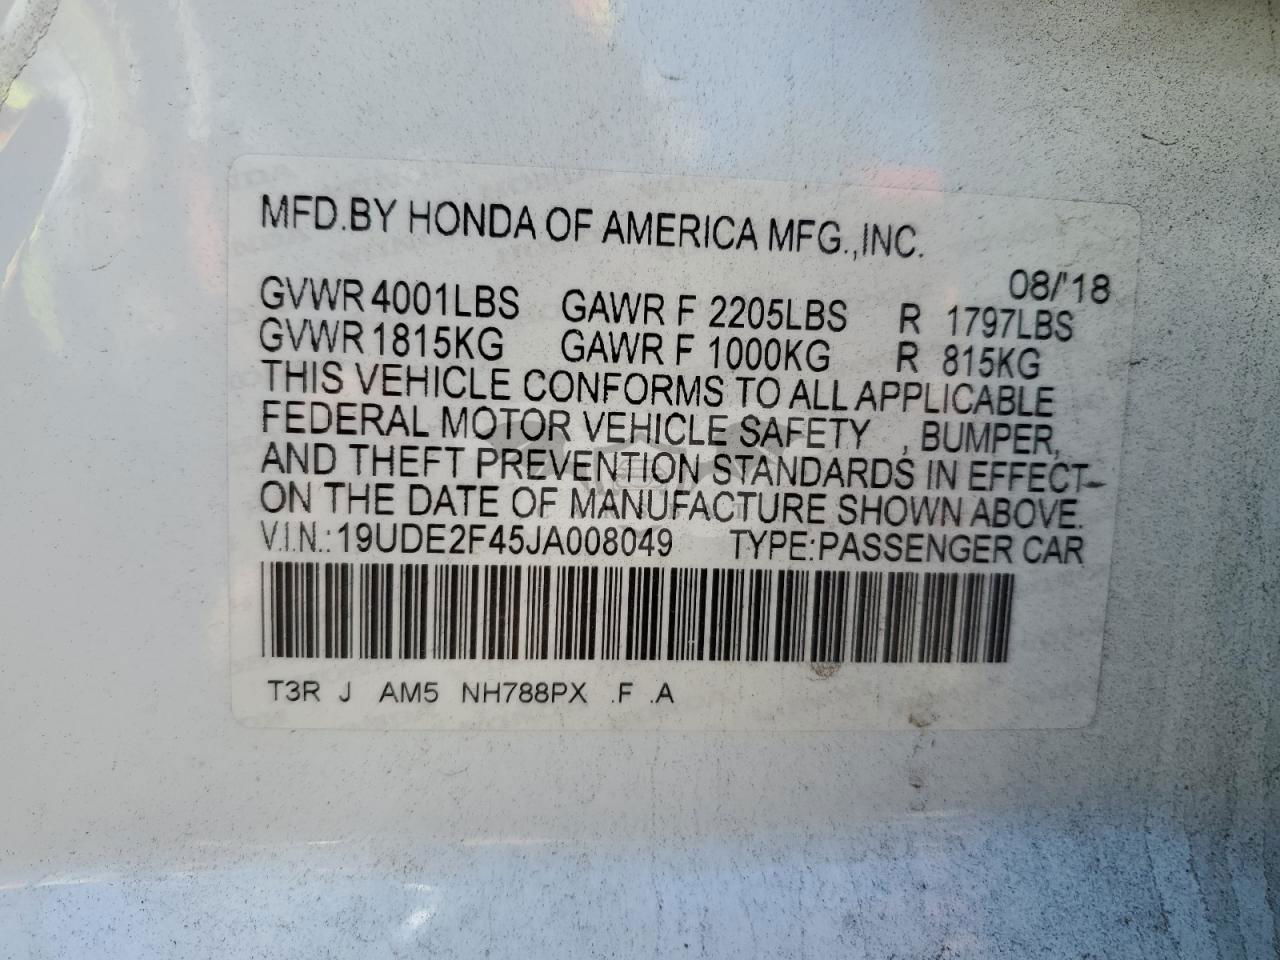 MFD.BY HONDA OF AMERICA MFG.,INC.
08/'18
GVWR 4001LBS GAWR F 2205LBS R 1797LBS
GVWR 1815KG GAWR F 1000KG R 815KG
THIS VEHICLE CONFORMS TO ALL APPLICABLE
FEDERAL MOTOR VEHICLE SAFETY , BUMPER,
AND THEFT PREVENTION STANDARDS IN EFFECT
ON THE DATE OF MANUFACTURE SHOWN ABOVE.
V.I.N.:19UDE2F45JA008049 TYPE:PASSENGER CAR
T3R J AM5 NH788PX .F .A